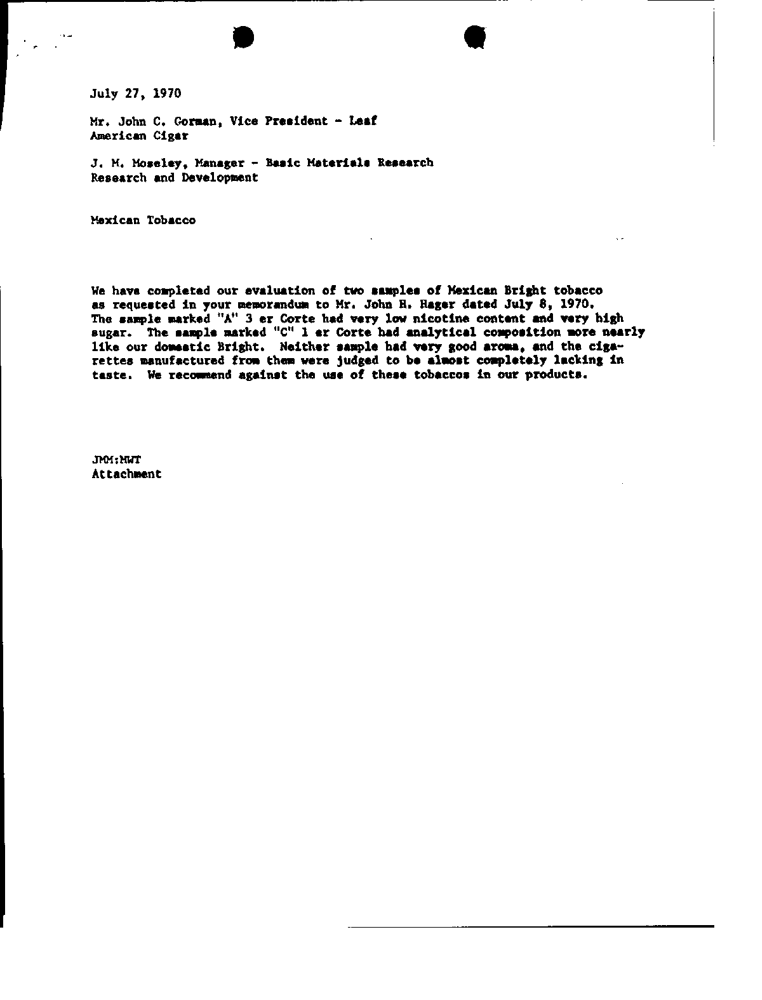 July 27, 1970
Mr. John C. Gorman, Vice President - Leaf
American Cigar
J. M. Moseley, Manager - Basic Materials Research
Research and Development
Mexican Tobacco
We have completed our evaluation of two samples of Mexican Bright tobacco
as requested in your memorandum to Mr. John H. Hager dated July 8, 1970.
The sample marked "A" 3 er Corte had very low nicotine content and very high
sugar.  The sample marked "C" 1 er Corte had analytical composition more nearly
like our domestic Bright.  Neither sample had very good aroma, and the ciga-
rettes manufactured from them were judged to be almost completely lacking in
taste.  We recommend against the use of these tobaccos in our products.
JMM:MWT
Attachment